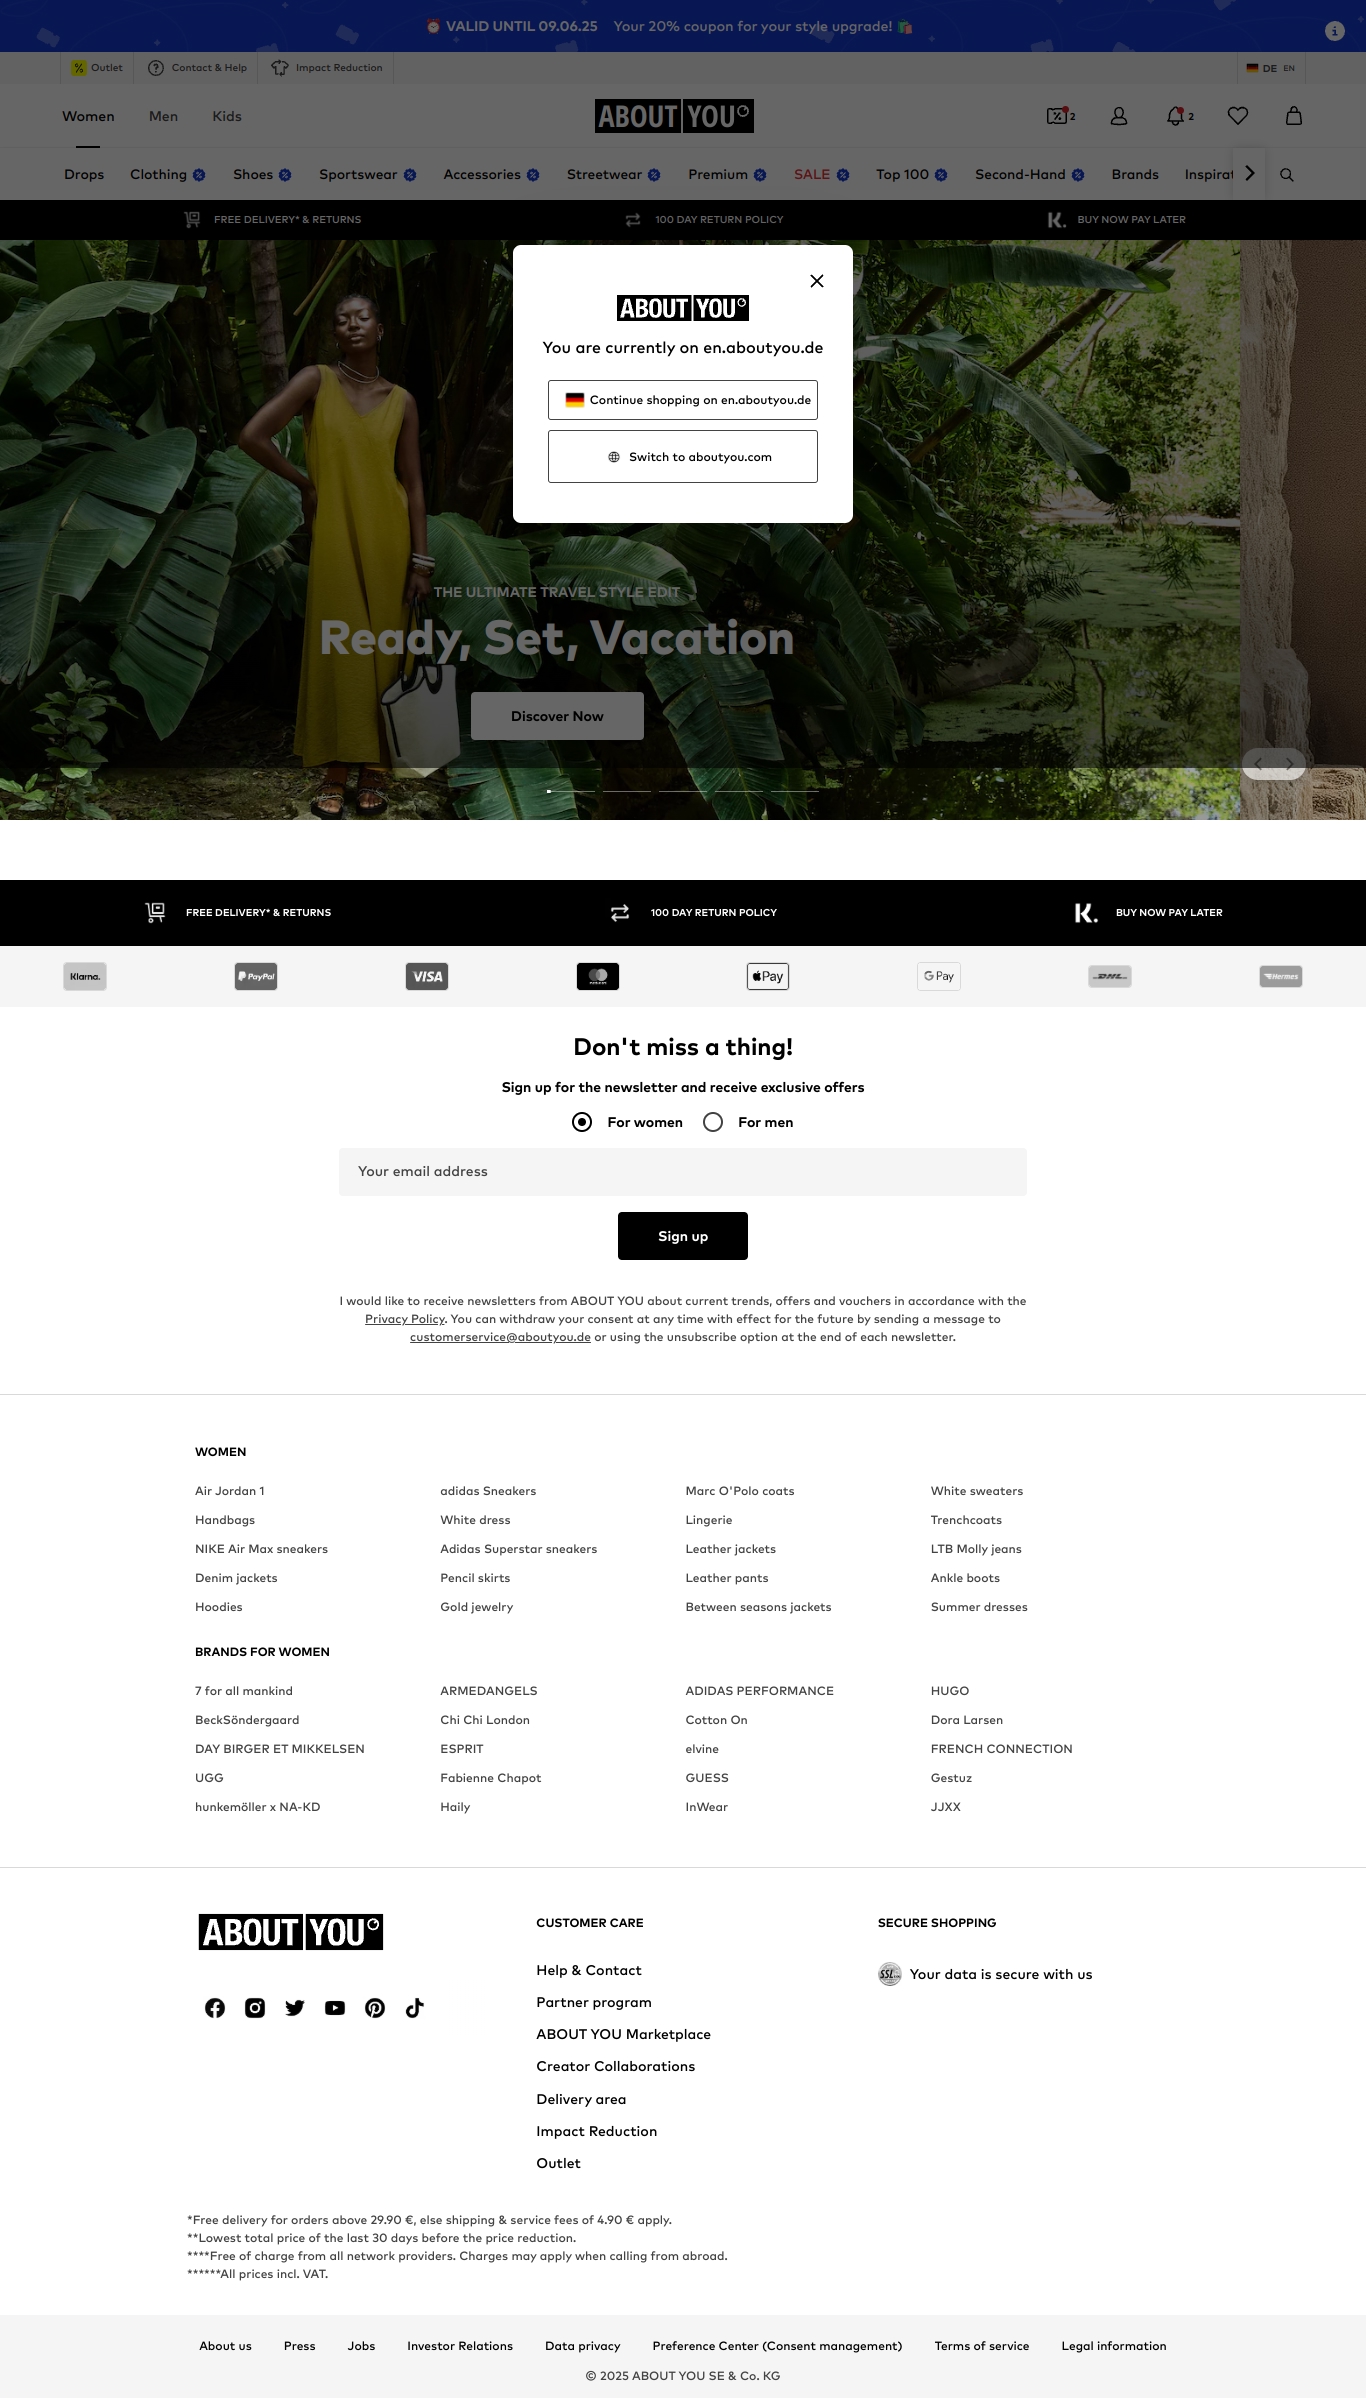 VALID UNTIL 09.06.25 Your 20% coupon for your style upgrade!
Outlet Contact & Help Impact Reduction DE EN
Women Men Kids ABOUT YOU 2 2
Drops Clothing Shoes Sportswear Accessories Streetwear Premium SALE Top 100 Second-Hand Brands Inspirat
FREE DELIVERY* & RETURNS 100 DAY RETURN POLICY K. BUY NOW PAY LATER
ABOUT YOU
You are currently on en.aboutyou.de
Continue shopping on en.aboutyou.de
Switch to aboutyou.com
THE ULTIMATE TRAVEL STYLE EDIT
Ready, Set, Vacation
Discover Now
FREE DELIVERY* & RETURNS 100 DAY RETURN POLICY K. BUY NOW PAY LATER
Klarna. PayPal VISA Pay G Pay DHL Hermes
Don't miss a thing!
Sign up for the newsletter and receive exclusive offers
For women For men
Your email address
Sign up
I would like to receive newsletters from ABOUT YOU about current trends, offers and vouchers in accordance with the
Privacy Policy. You can withdraw your consent at any time with effect for the future by sending a message to
customerservice@aboutyou.de or using the unsubscribe option at the end of each newsletter.
WOMEN
Air Jordan 1 adidas Sneakers Marc O'Polo coats White sweaters
Handbags White dress Lingerie Trenchcoats
NIKE Air Max sneakers Adidas Superstar sneakers Leather jackets LTB Molly jeans
Denim jackets Pencil skirts Leather pants Ankle boots
Hoodies Gold jewelry Between seasons jackets Summer dresses
BRANDS FOR WOMEN
7 for all mankind ARMEDANGELS ADIDAS PERFORMANCE HUGO
BeckSöndergaard Chi Chi London Cotton On Dora Larsen
DAY BIRGER ET MIKKELSEN ESPRIT elvine FRENCH CONNECTION
UGG Fabienne Chapot GUESS Gestuz
hunkemöller x NA-KD Haily InWear JJXX
ABOUT YOU
CUSTOMER CARE
Help & Contact
Partner program
ABOUT YOU Marketplace
Creator Collaborations
Delivery area
Impact Reduction
Outlet
SECURE SHOPPING
SSL Your data is secure with us
*Free delivery for orders above 29.90 €, else shipping & service fees of 4.90 € apply.
**Lowest total price of the last 30 days before the price reduction.
****Free of charge from all network providers. Charges may apply when calling from abroad.
******All prices incl. VAT.
About us Press Jobs Investor Relations Data privacy Preference Center (Consent management) Terms of service Legal information
© 2025 ABOUT YOU SE & Co. KG